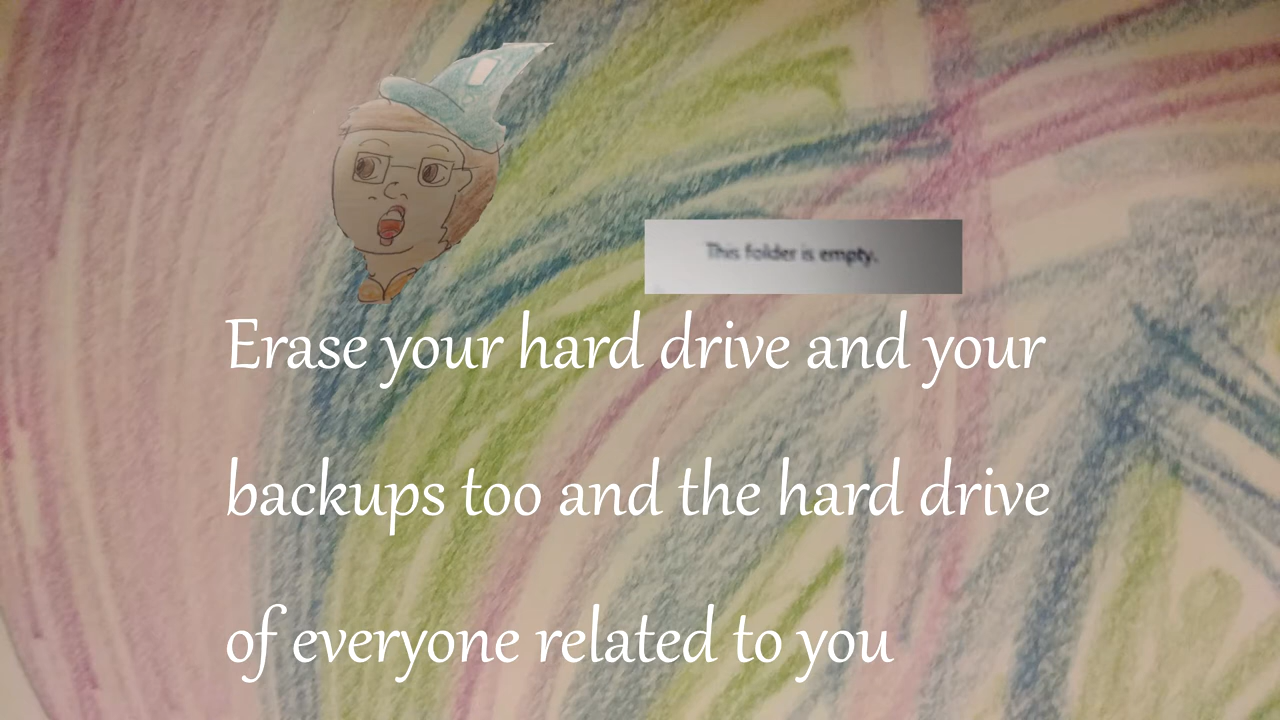 This folder is empty.
Erase your hard drive and your
backups too and the hard drive
of everyone related to you